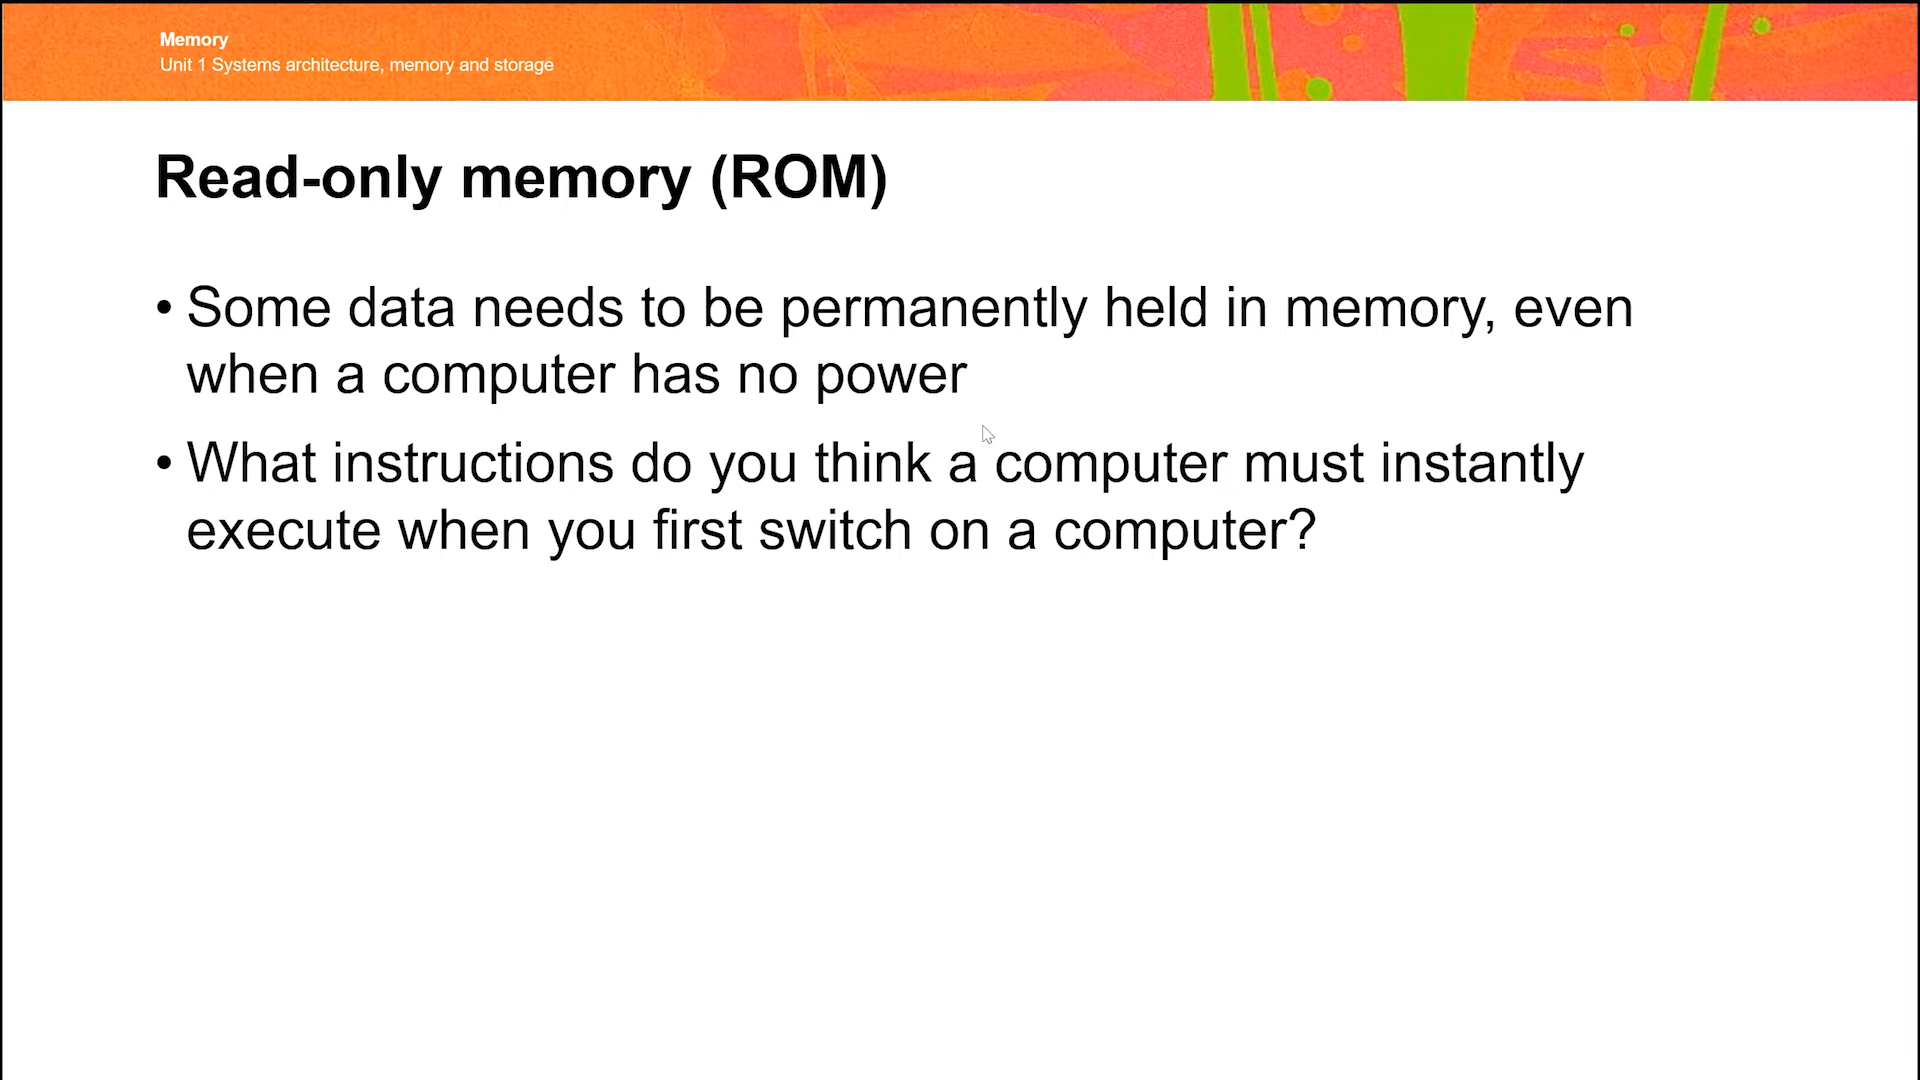 Memory
Unit 1 Systems architecture, memory and storage
Read-only memory (ROM)
• Some data needs to be permanently held in memory, even
when a computer has no power
• What instructions do you think a computer must instantly
execute when you first switch on a computer?